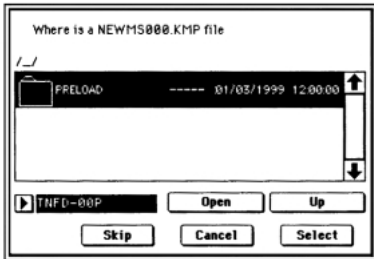 Where is a NEWMS000.KMP file
/_/
PRELOAD ----- 01/03/1999 12:00:00
TNFD-00P Open Up
Skip Cancel Select